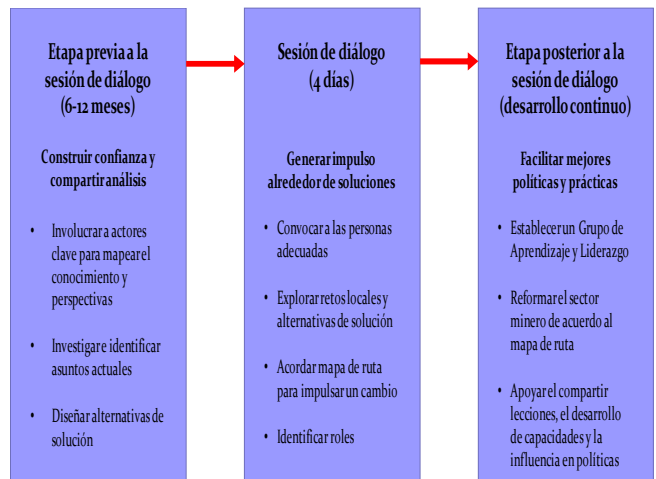 Etapa previa a la
sesión de diálogo
(6-12 meses)
Construir confianza y
compartir análisis
• Involucrar a actores
clave para mapear el
conocimiento y
perspectivas
• Investigar e identificar
asuntos actuales
• Diseñar alternativas de
solución
Sesión de diálogo
(4 días)
Generar impulso
alrededor de soluciones
• Convocar a las personas
adecuadas
• Explorar retos locales y
alternativas de solución
• Acordar mapa de ruta
para impulsar un cambio
• Identificar roles
Etapa posterior a la
sesión de diálogo
(desarrollo continuo)
Facilitar mejores
políticas y prácticas
• Establecer un Grupo de
Aprendizaje y Liderazgo
• Reformar el sector
minero de acuerdo al
mapa de ruta
• Apoyar el compartir
lecciones, el desarrollo
de capacidades y la
influencia en políticas